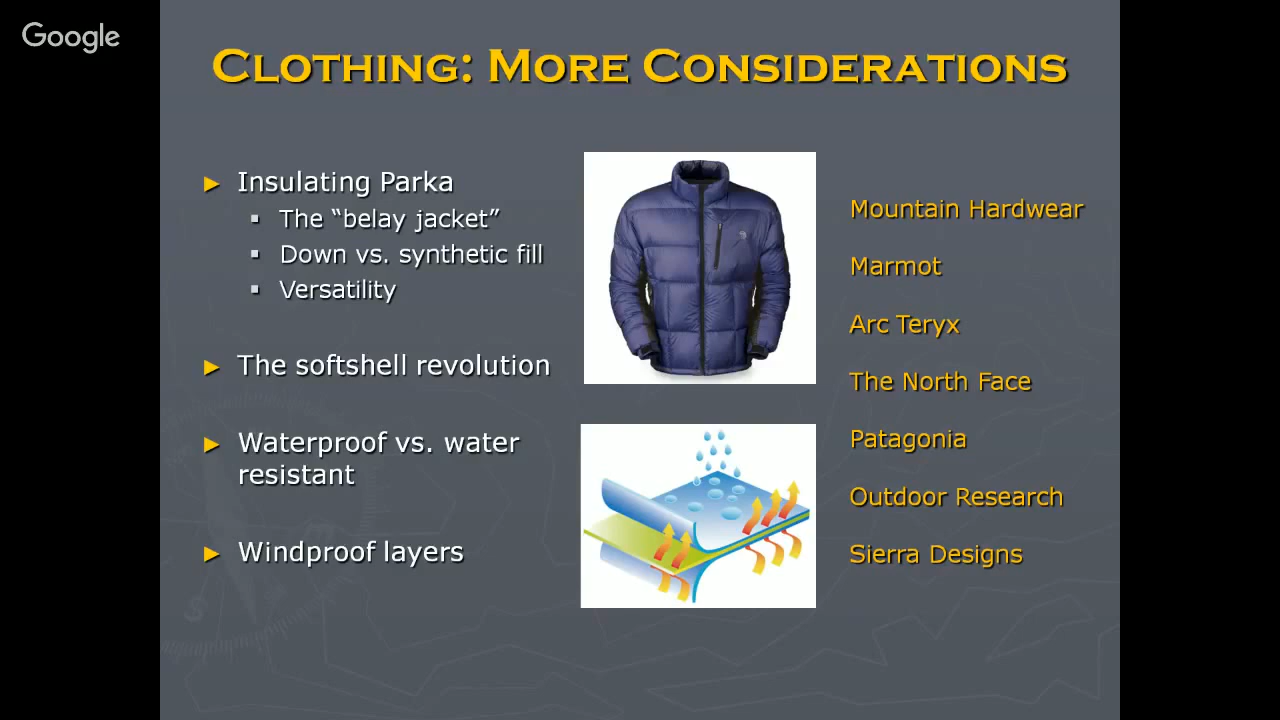 Google
Clothing: More Considerations
► Insulating Parka
▪ The “belay jacket”
▪ Down vs. synthetic fill
▪ Versatility
► The softshell revolution
► Waterproof vs. water
resistant
► Windproof layers
Mountain Hardwear
Marmot
Arc Teryx
The North Face
Patagonia
Outdoor Research
Sierra Designs